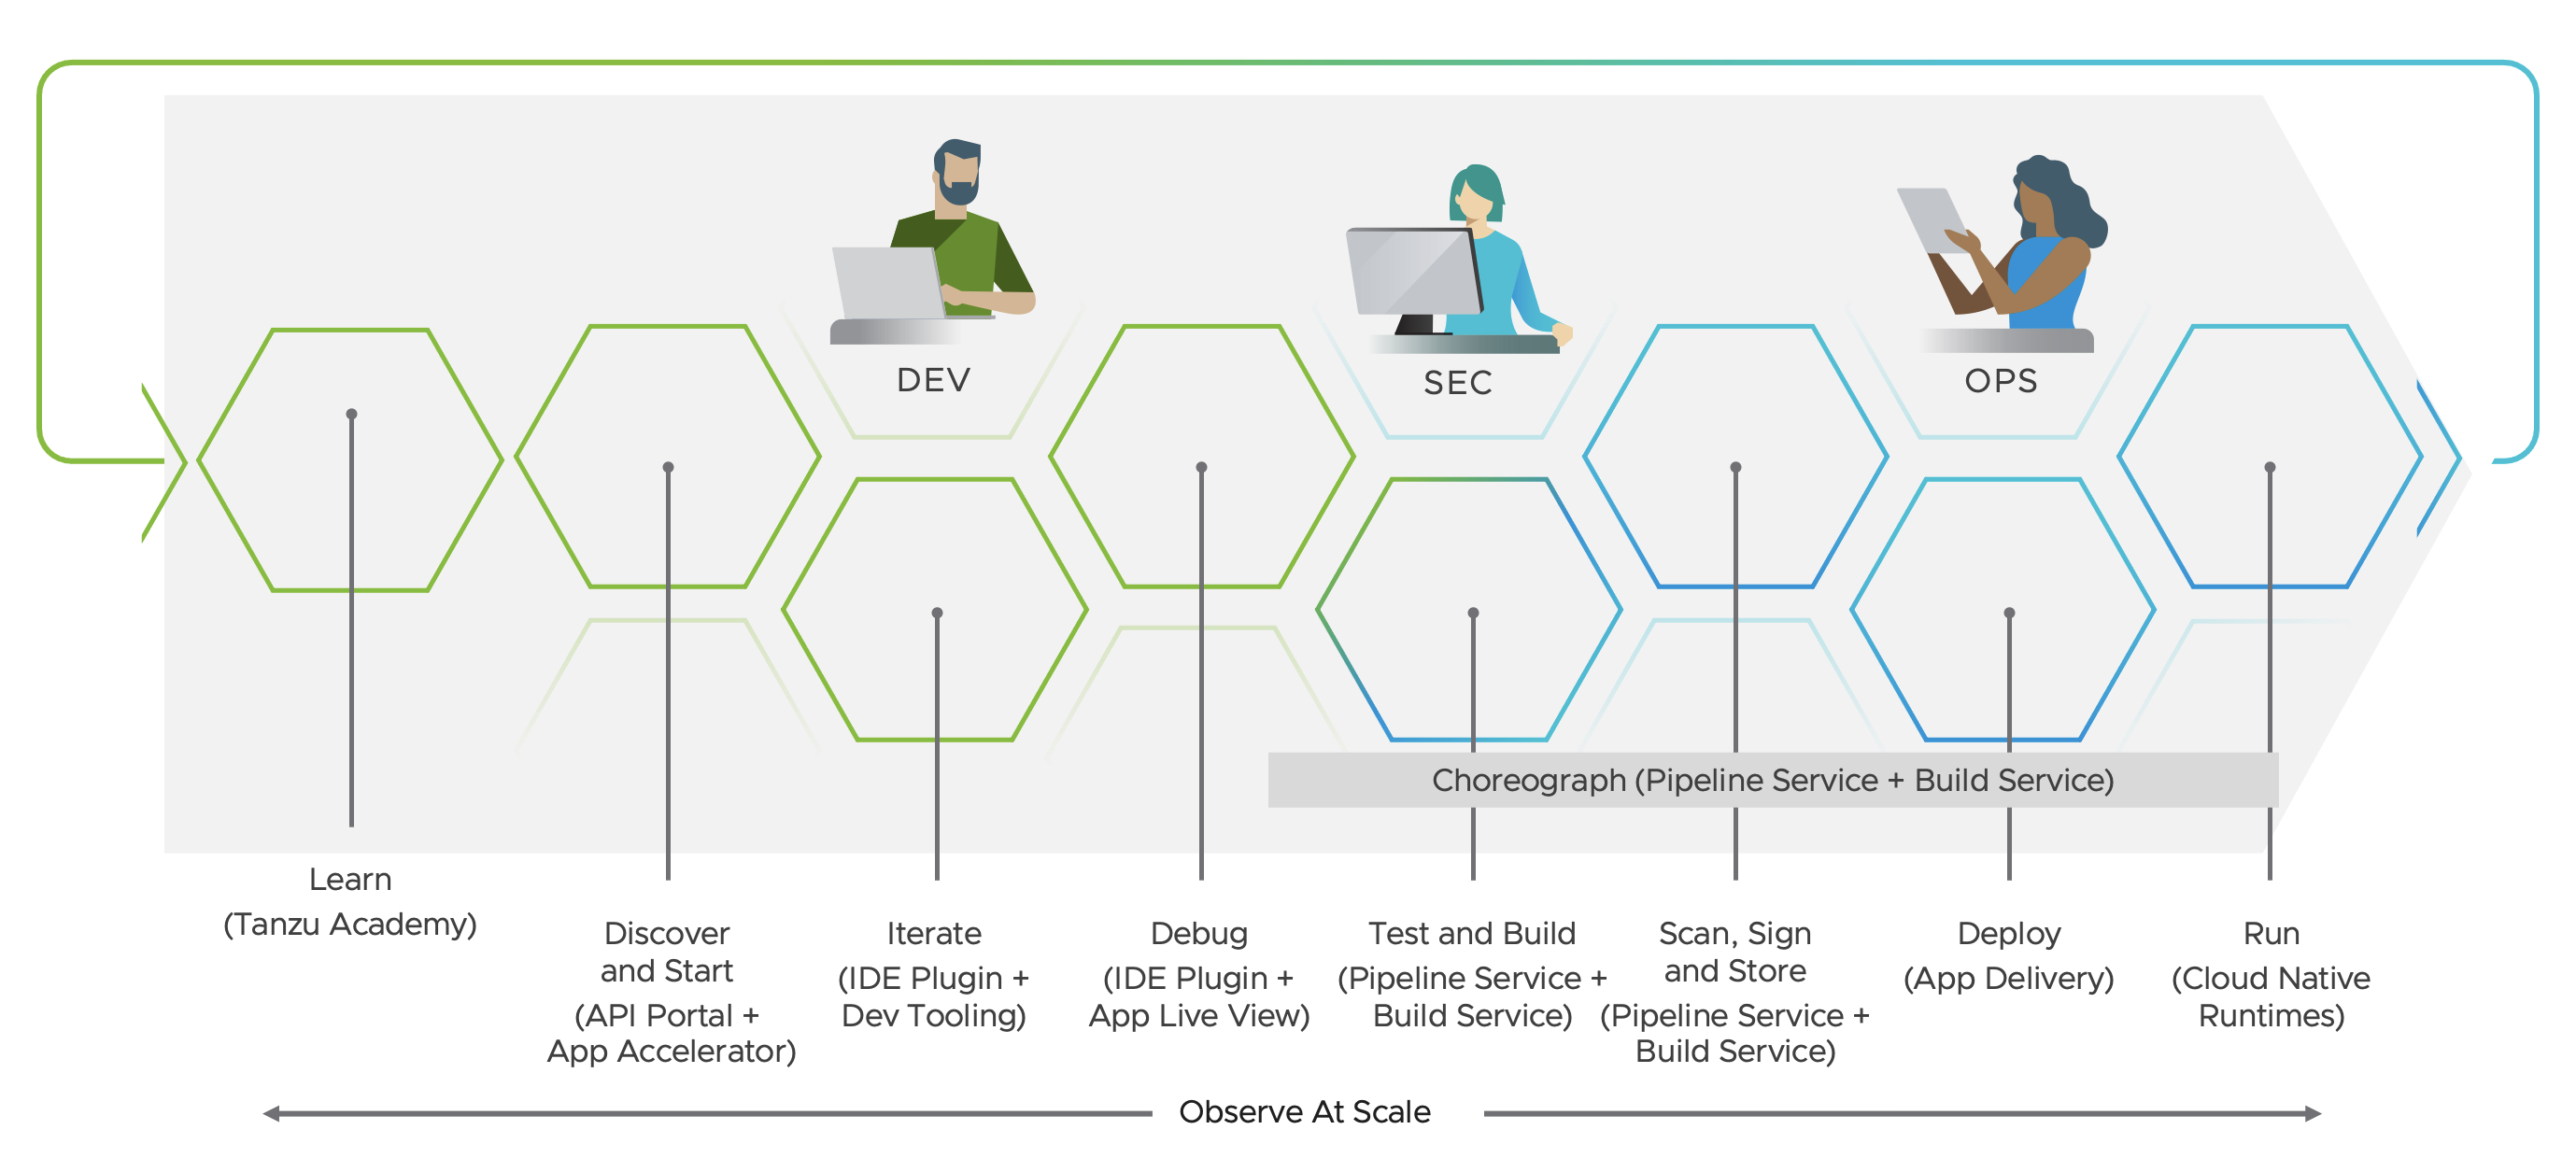 DEV
SEC
OPS
Choreograph (Pipeline Service + Build Service)
Learn
(Tanzu Academy)
Discover
and Start
(API Portal +
App Accelerator)
Iterate
(IDE Plugin +
Dev Tooling)
Debug
(IDE Plugin +
App Live View)
Test and Build
(Pipeline Service +
Build Service)
Scan, Sign
and Store
(Pipeline Service +
Build Service)
Deploy
(App Delivery)
Run
(Cloud Native
Runtimes)
Observe At Scale